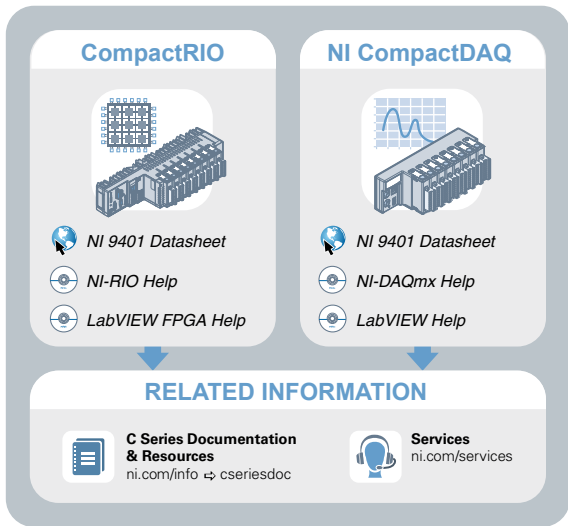 CompactRIO
NI 9401 Datasheet
NI-RIO Help
LabVIEW FPGA Help
NI CompactDAQ
NI 9401 Datasheet
NI-DAQmx Help
LabVIEW Help
RELATED INFORMATION
C Series Documentation
& Resources
ni.com/info ⇨ cseriesdoc
Services
ni.com/services